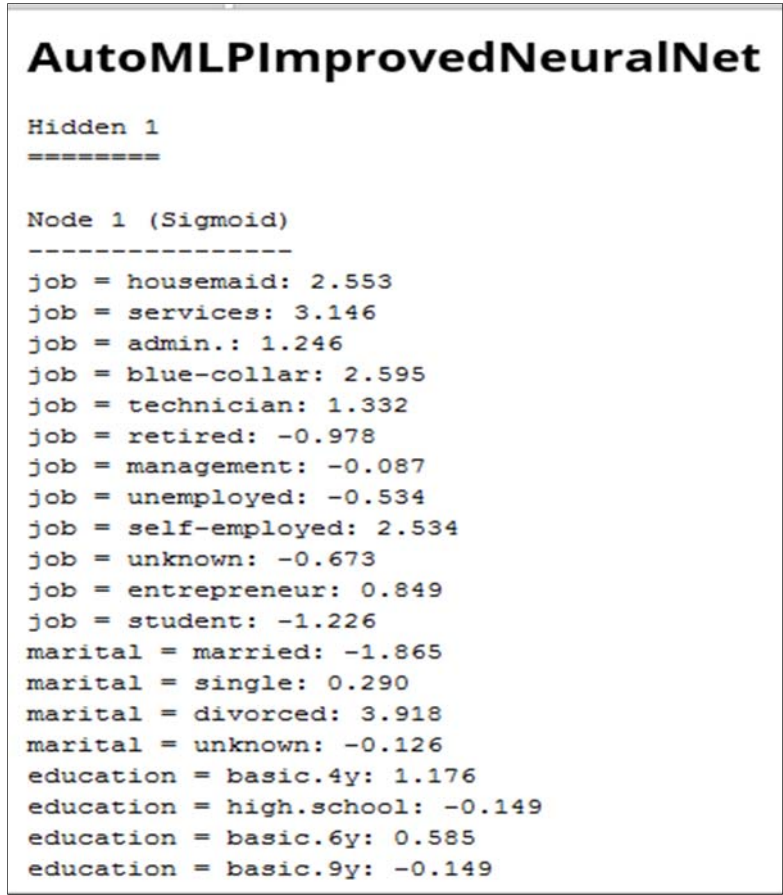 AutoMLPImprovedNeuralNet
Hidden 1
========
Node 1 (Sigmoid)
----------------
job = housemaid: 2.553
job = services: 3.146
job = admin.: 1.246
job = blue-collar: 2.595
job = technician: 1.332
job = retired: -0.978
job = management: -0.087
job = unemployed: -0.534
job = self-employed: 2.534
job = unknown: -0.673
job = entrepreneur: 0.849
job = student: -1.226
marital = married: -1.865
marital = single: 0.290
marital = divorced: 3.918
marital = unknown: -0.126
education = basic.4y: 1.176
education = high.school: -0.149
education = basic.6y: 0.585
education = basic.9y: -0.149